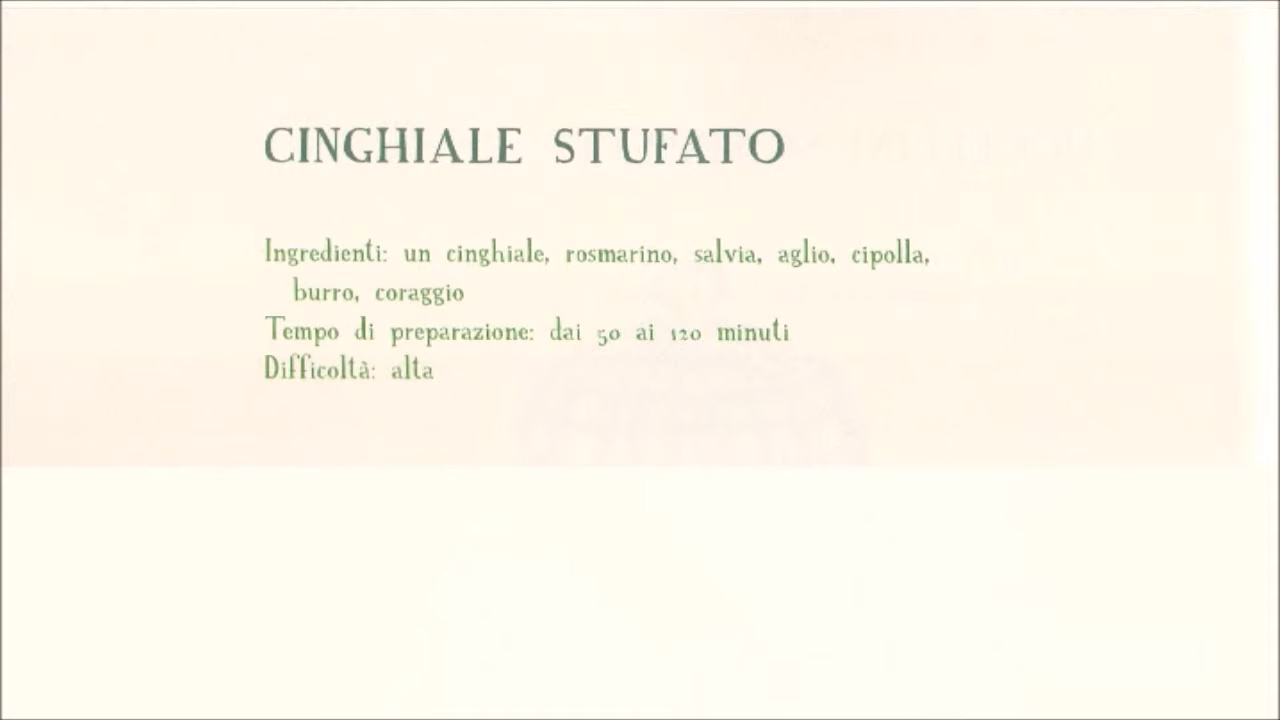 CINGHIALE STUFATO
Ingredienti: un cinghiale, rosmarino, salvia, aglio, cipolla,
burro, coraggio
Tempo di preparazione: dai 50 ai 120 minuti
Difficoltà: alta